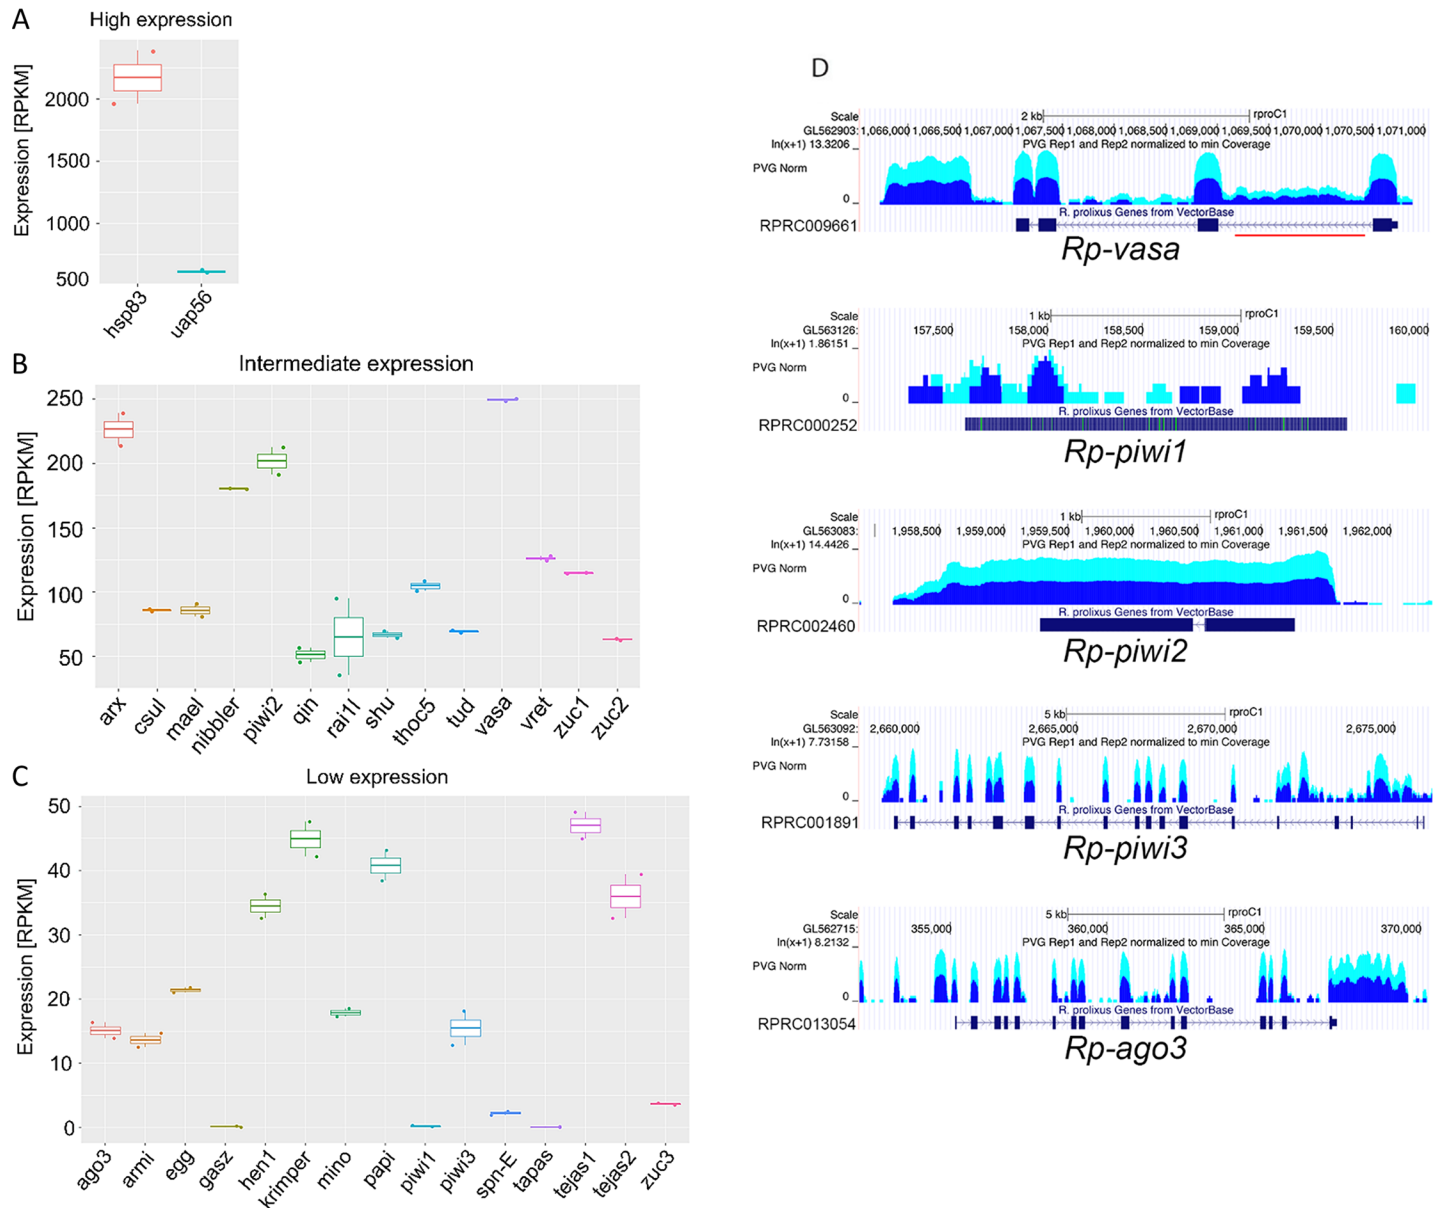 A
High expression
Expression [RPKM]
2000
1500
1000
500
hsp83
uap56
B
Intermediate expression
Expression [RPKM]
250
200
150
100
50
arx
csul
mael
nibbler
piwi2
qin
rai1l
shu
thoc5
tud
vasa
vret
zuc1
zuc2
C
Low expression
Expression [RPKM]
50
40
30
20
10
0
ago3
armi
egg
gasz
hen1
krimper
mino
papi
piwi1
piwi3
spn-E
tapas
tejas1
tejas2
zuc3
D
Scale 2 kb rproC1
GL562903: 1,066,000 1,066,500 1,067,000 1,067,500 1,068,000 1,068,500 1,069,000 1,069,500 1,070,000 1,070,500 1,071,000
ln(x+1) 13.3206 PVG Rep1 and Rep2 normalized to min Coverage
PVG Norm
0
R. prolixus Genes from VectorBase
RPRC009661
Rp-vasa
Scale 1 kb rproC1
GL563126: 157,500 158,000 158,500 159,000 159,500 160,000
ln(x+1) 1.86151 PVG Rep1 and Rep2 normalized to min Coverage
PVG Norm
0
R. prolixus Genes from VectorBase
RPRC000252
Rp-piwi1
Scale 1 kb rproC1
GL563083: 1,958,500 1,959,000 1,959,500 1,960,000 1,960,500 1,961,000 1,961,500 1,962,000
ln(x+1) 14.4426 PVG Rep1 and Rep2 normalized to min Coverage
PVG Norm
0
R. prolixus Genes from VectorBase
RPRC002460
Rp-piwi2
Scale 5 kb rproC1
GL563092: 2,660,000 2,665,000 2,670,000 2,675,000
ln(x+1) 7.73158 PVG Rep1 and Rep2 normalized to min Coverage
PVG Norm
0
R. prolixus Genes from VectorBase
RPRC001891
Rp-piwi3
Scale 5 kb rproC1
GL562715: 355,000 360,000 365,000 370,000
ln(x+1) 8.2132 PVG Rep1 and Rep2 normalized to min Coverage
PVG Norm
0
R. prolixus Genes from VectorBase
RPRC013054
Rp-ago3